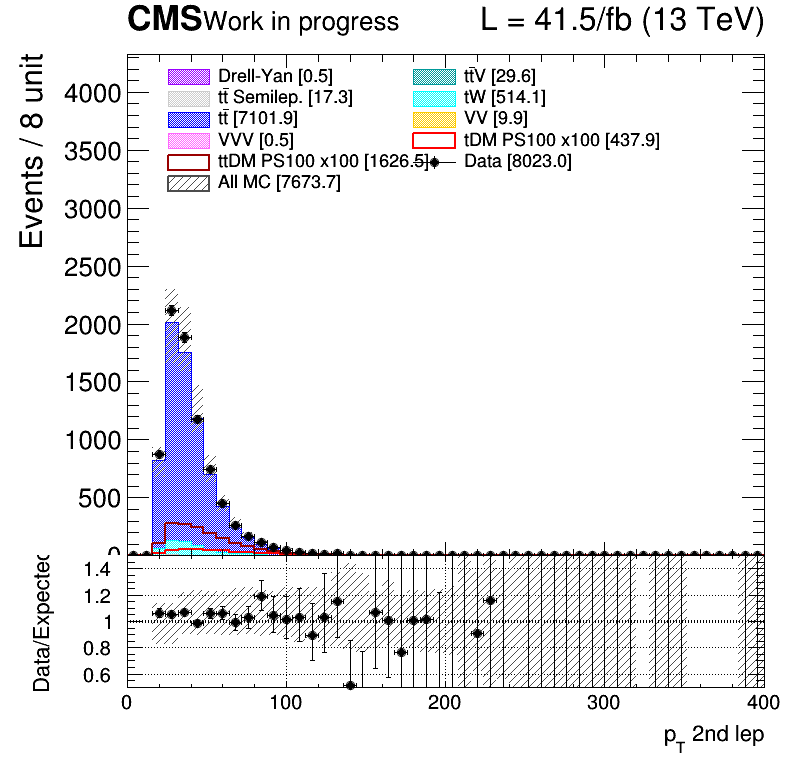 CMS Work in progress L = 41.5/fb (13 TeV)
Events / 8 unit
4000
3500
3000
2500
2000
1500
1000
500
0
Drell-Yan [0.5]
tt̄ Semilep. [17.3]
tt̄ [7101.9]
VVV [0.5]
ttDM PS100 x100 [1626.5]
All MC [7673.7]
tt̄V [29.6]
tW [514.1]
VV [9.9]
tDM PS100 x100 [437.9]
Data [8023.0]
Data/Expected
1.4
1.2
1
0.8
0.6
0 100 200 300 400
pT 2nd lep